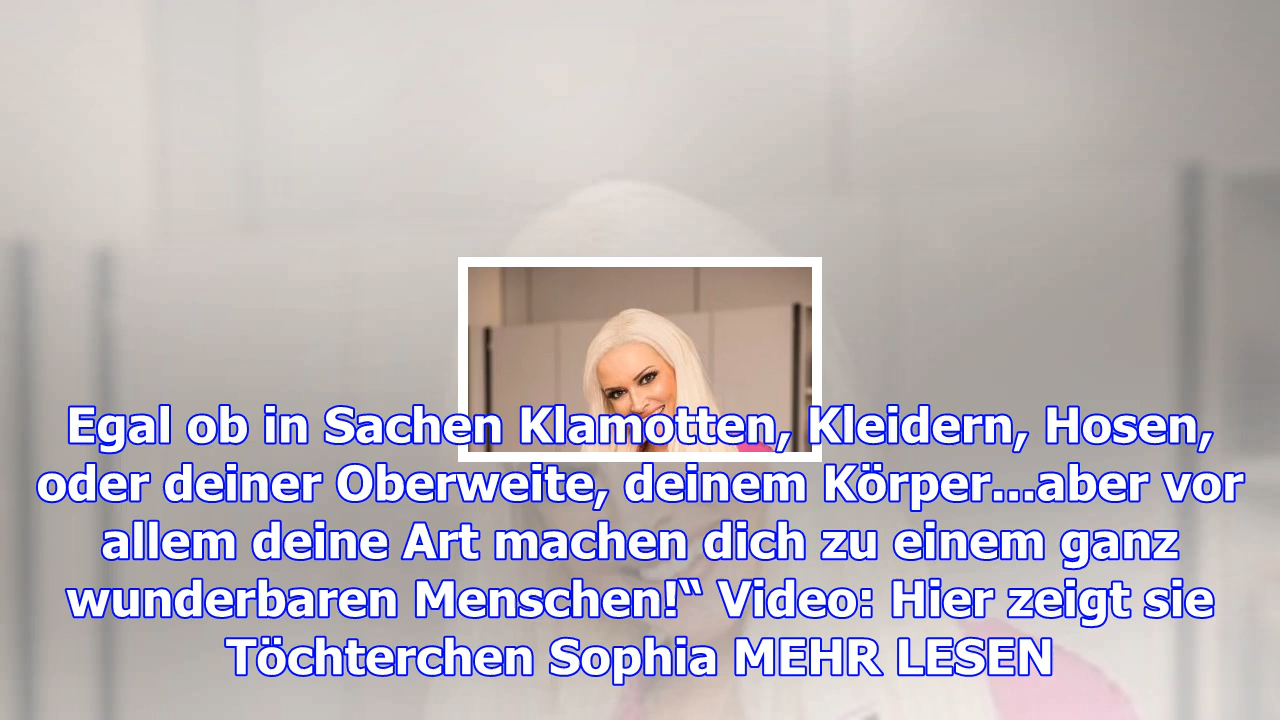 Egal ob in Sachen Klamotten, Kleidern, Hosen,
oder deiner Oberweite, deinem Körper...aber vor
allem deine Art machen dich zu einem ganz
wunderbaren Menschen!“ Video: Hier zeigt sie
Töchterchen Sophia MEHR LESEN